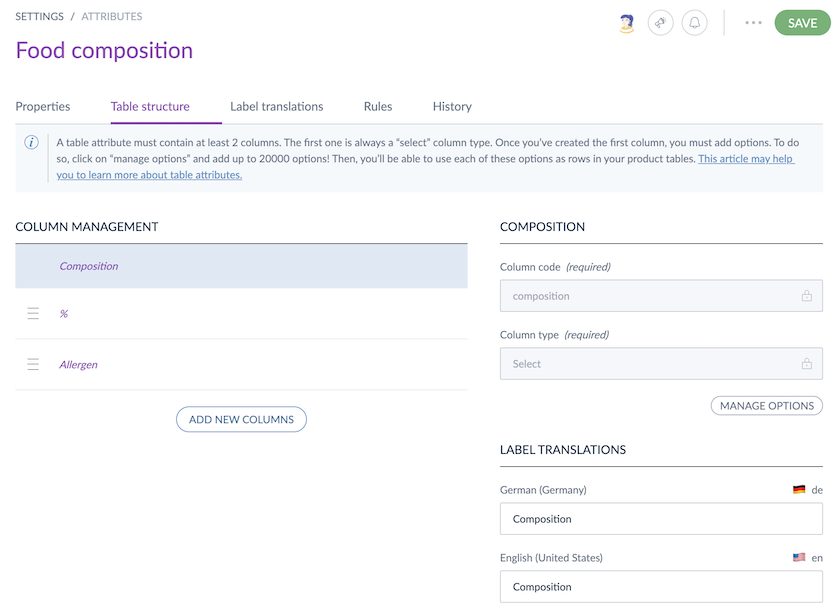 SETTINGS / ATTRIBUTES
SAVE
Food composition
Properties
Table structure
Label translations
Rules
History
A table attribute must contain at least 2 columns. The first one is always a “select” column type. Once you’ve created the first column, you must add options. To do
so, click on “manage options” and add up to 20000 options! Then, you’ll be able to use each of these options as rows in your product tables. This article may help
you to learn more about table attributes.
COLUMN MANAGEMENT
Composition
%
Allergen
ADD NEW COLUMNS
COMPOSITION
Column code (required)
composition
Column type (required)
Select
MANAGE OPTIONS
LABEL TRANSLATIONS
German (Germany)
de
Composition
English (United States)
en
Composition